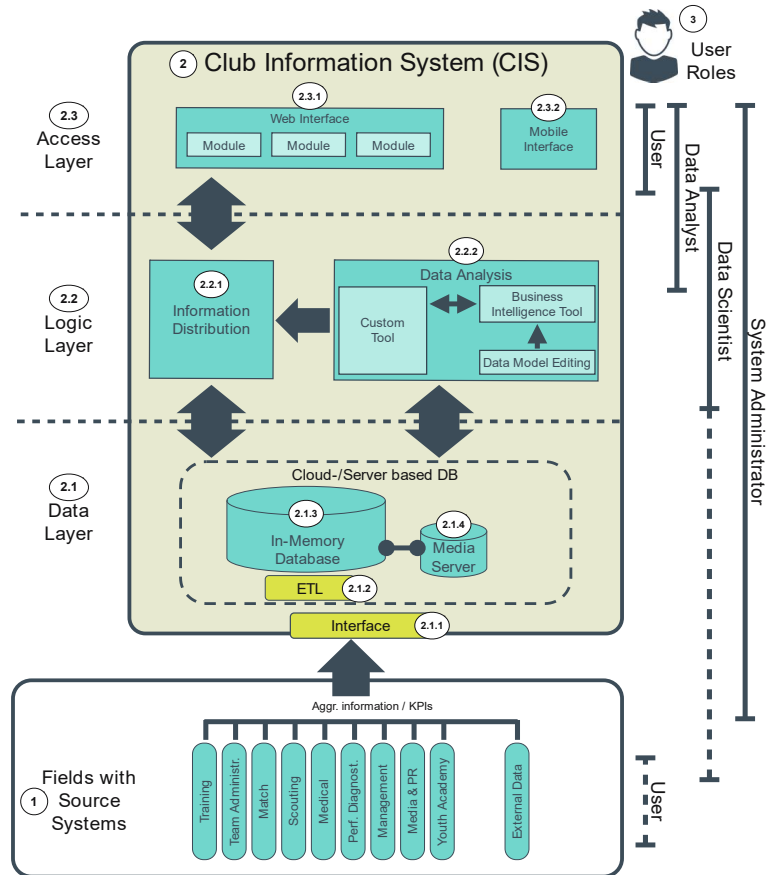 3
User
Roles
2
Club Information System (CIS)
2.3
Access
Layer
2.3.1
Web Interface
Module
Module
Module
2.3.2
Mobile
Interface
User
Data Analyst
Data Scientist
System Administrator
2.2
Logic
Layer
2.2.1
Information
Distribution
2.2.2
Data Analysis
Custom
Tool
Business
Intelligence Tool
Data Model Editing
2.1
Data
Layer
Cloud-/Server based DB
2.1.3
In-Memory
Database
2.1.4
Media
Server
ETL
2.1.2
Interface
2.1.1
Aggr. information / KPIs
1
Fields with
Source
Systems
Training
Team Administr.
Match
Scouting
Medical
Perf. Diagnost.
Management
Media & PR
Youth Academy
External Data
User